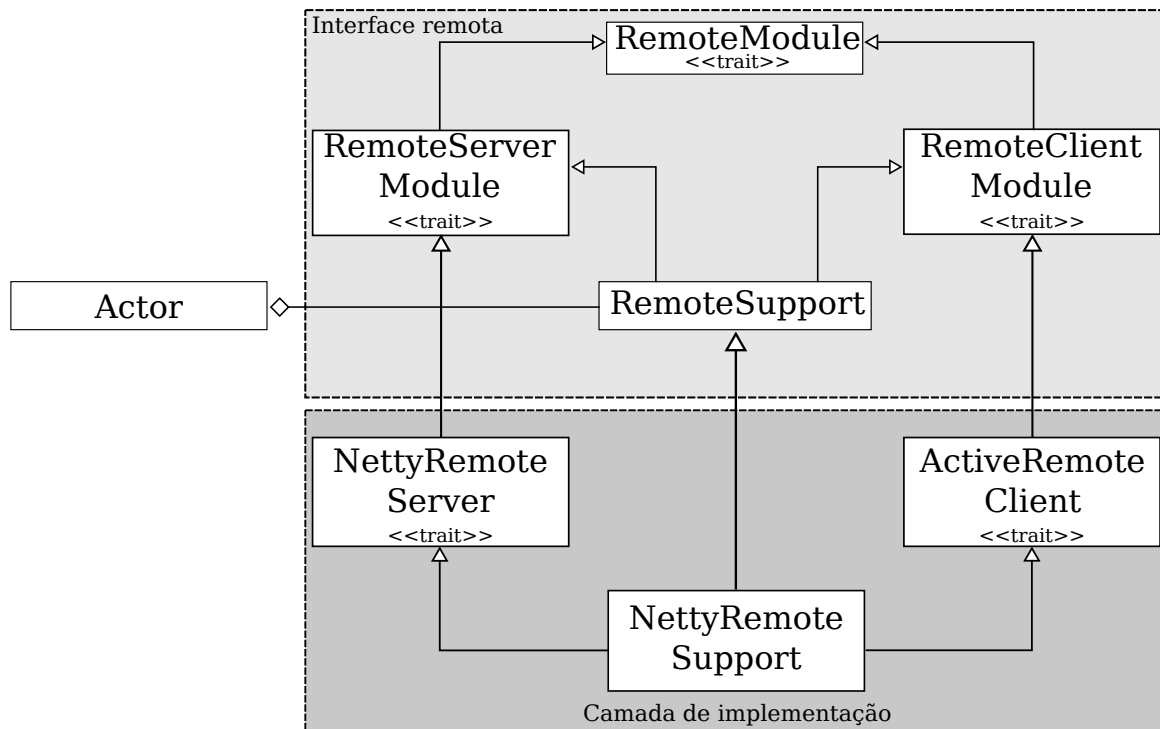 Interface remota
RemoteModule
<<trait>>
RemoteServer
Module
<<trait>>
RemoteClient
Module
<<trait>>
Actor
RemoteSupport
NettyRemote
Server
<<trait>>
ActiveRemote
Client
<<trait>>
NettyRemote
Support
Camada de implementação